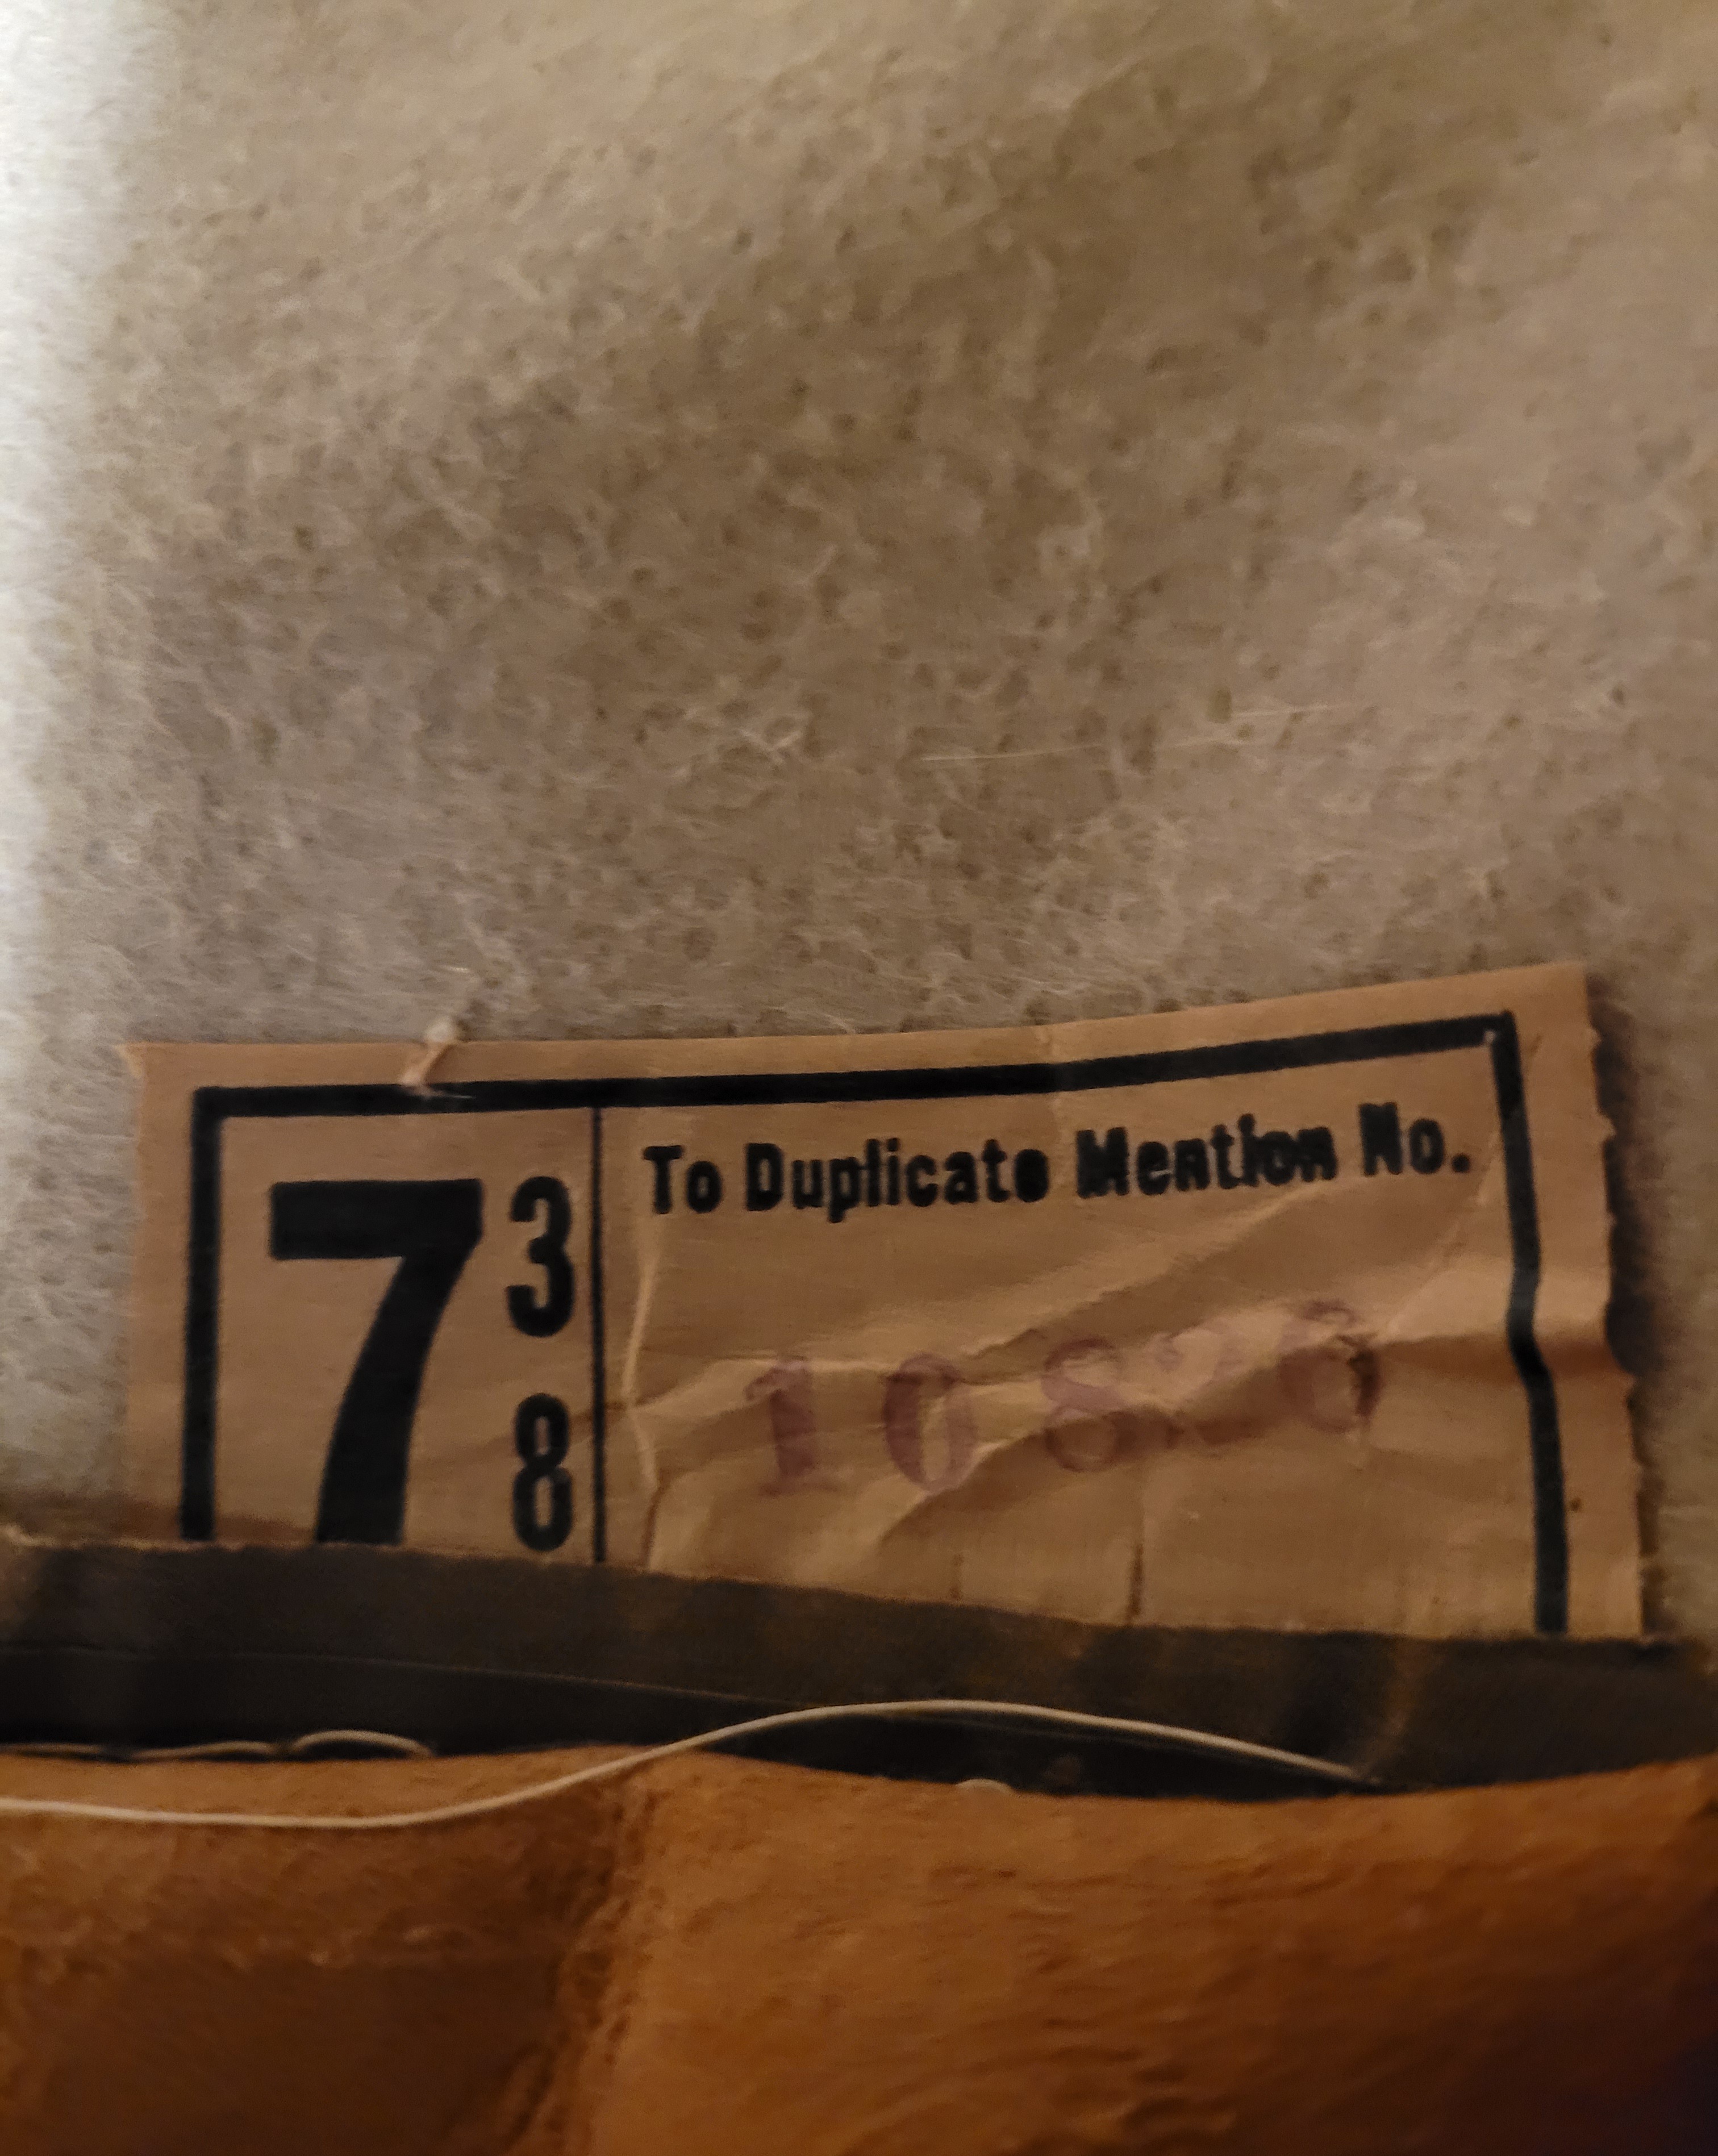 7 3
8
To Duplicate Mention No.